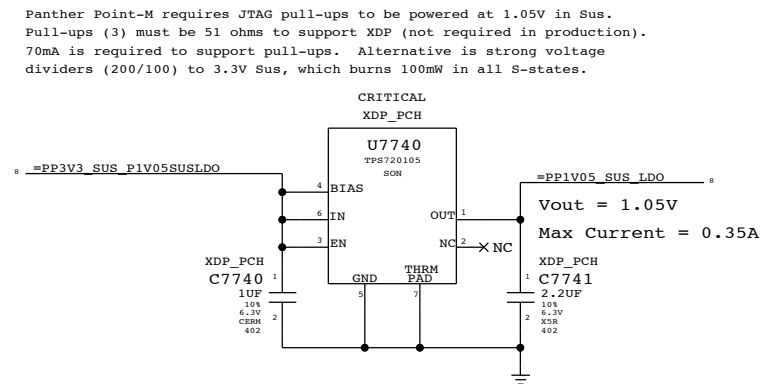 Panther Point-M requires JTAG pull-ups to be powered at 1.05V in Sus.
Pull-ups (3) must be 51 ohms to support XDP (not required in production).
70mA is required to support pull-ups.  Alternative is strong voltage
dividers (200/100) to 3.3V Sus, which burns 100mW in all S-states.
CRITICAL
XDP_PCH
U7740
TPS720105
SON
8 =PP3V3_SUS_P1V05SUSLDO
=PP1V05_SUS_LDO 8
4 BIAS
6 IN
3 EN
OUT 1
NC 2 NC
GND
5
THRM
PAD
7
Vout = 1.05V
Max Current = 0.35A
XDP_PCH
C7740 1
1UF
10%
6.3V
CERM
402
2
XDP_PCH
1 C7741
2.2UF
10%
6.3V
X5R
402
2